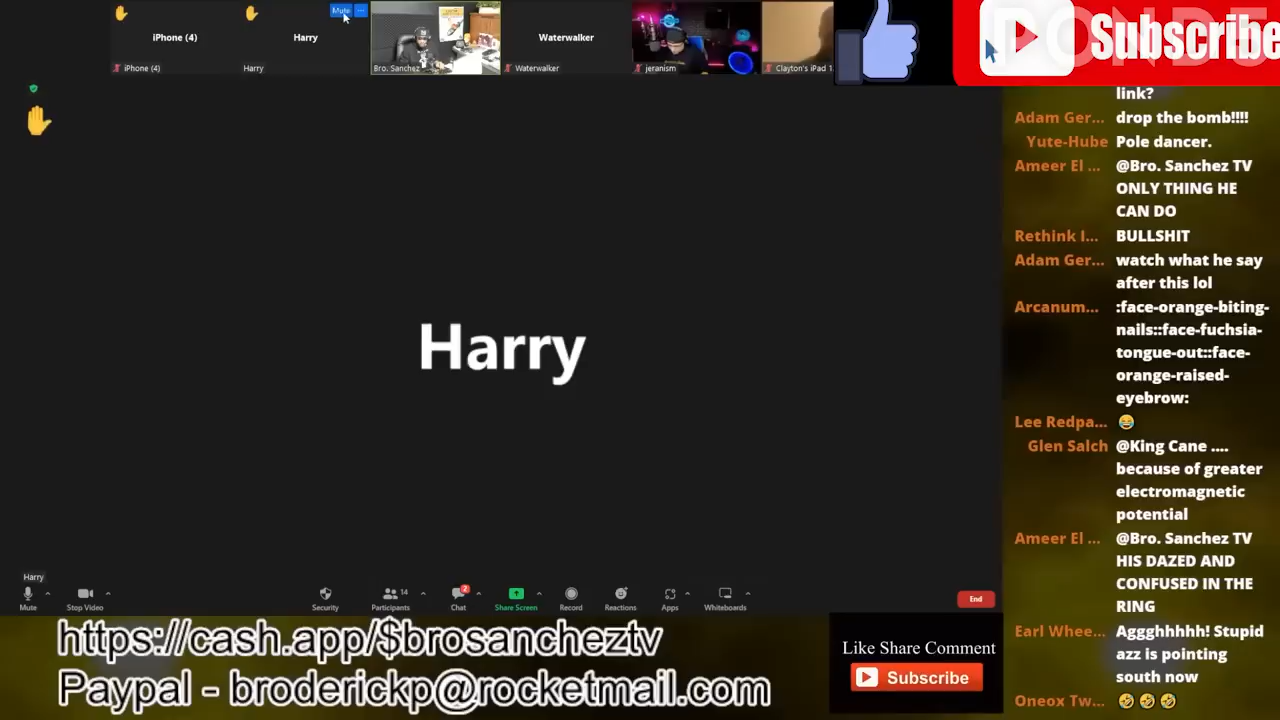 iPhone (4)
Harry
Mute
iPhone (4)
Harry
Bro. Sanchez
Waterwalker
Waterwalker
jeranism
Clayton's iPad 1
Subscribe
link?
Adam Ger... drop the bomb!!!!
Yute-Hube Pole dancer.
Ameer El ... @Bro. Sanchez TV
ONLY THING HE
CAN DO
Rethink I... BULLSHIT
Adam Ger... watch what he say
after this lol
Arcanum... :face-orange-biting-
nails::face-fuchsia-
tongue-out::face-
orange-raised-
eyebrow:
Lee Redpa... 😂
Glen Salch @King Cane ....
because of greater
electromagnetic
potential
Ameer El ... @Bro. Sanchez TV
HIS DAZED AND
CONFUSED IN THE
RING
Earl Whee... Aggghhhhh! Stupid
azz is pointing
south now
Oneox Tw... 🤣🤣🤣
Harry
Harry
Mute
Stop Video
Security
Participants 14
Chat 2
Share Screen
Record
Reactions
Apps
Whiteboards
End
https://cash.app/$brosancheztv
Paypal - broderickp@rocketmail.com
Like Share Comment
Subscribe